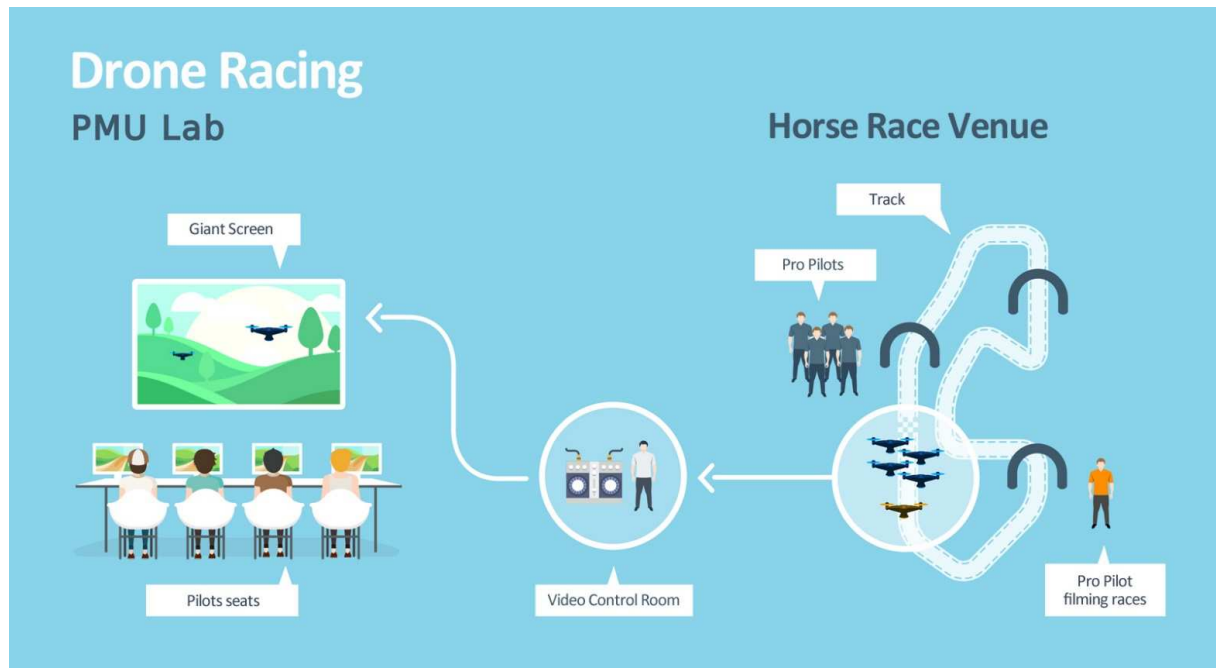 Drone Racing
PMU Lab
Horse Race Venue
Track
Giant Screen
Pro Pilots
Pilots seats
Video Control Room
Pro Pilot
filming races